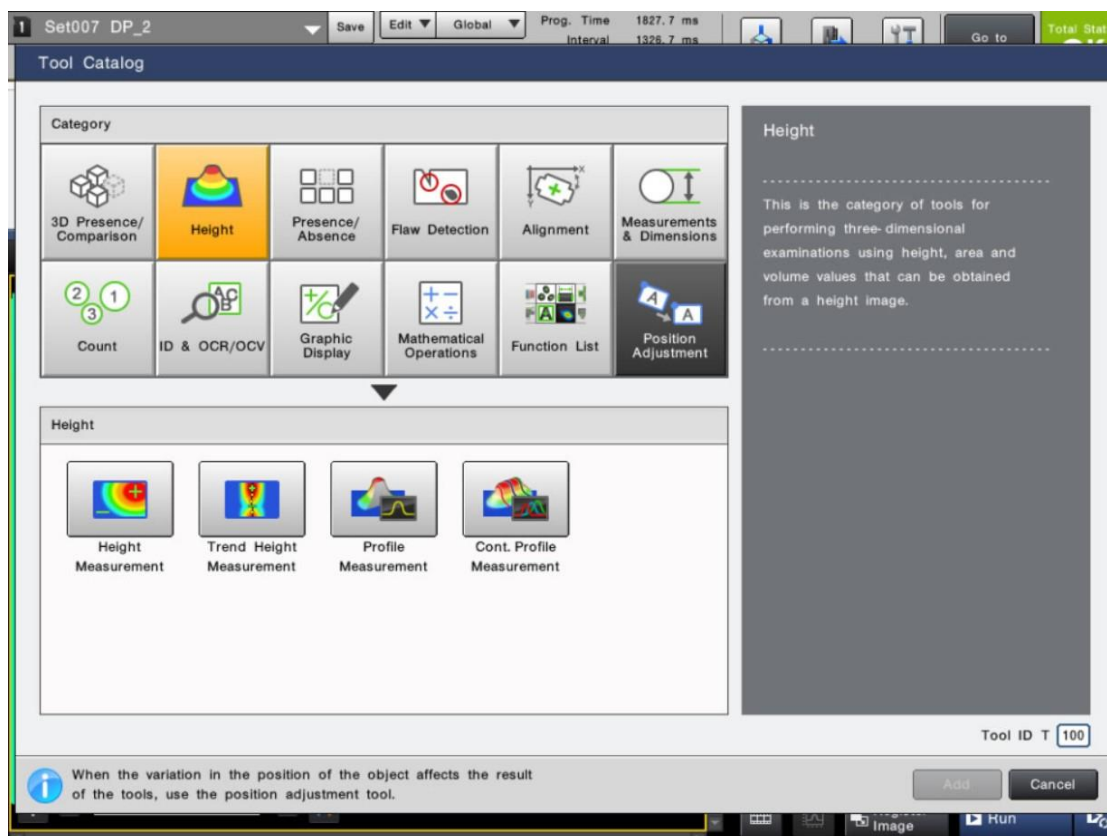 1 Set007 DP_2 Save Edit Global Prog. Time 1827.7 ms
Interval 1326.7 ms Go to Total Stat
Tool Catalog
Category
3D Presence/
Comparison
Height
Presence/
Absence
Flaw Detection
Alignment
Measurements
& Dimensions
Count
ID & OCR/OCV
Graphic
Display
Mathematical
Operations
Function List
Position
Adjustment
Height
Height
Measurement
Trend Height
Measurement
Profile
Measurement
Cont. Profile
Measurement
Height
This is the category of tools for
performing three-dimensional
examinations using height, area and
volume values that can be obtained
from a height image.
Tool ID T 100
When the variation in the position of the object affects the result
of the tools, use the position adjustment tool.
Add Cancel
Image Run